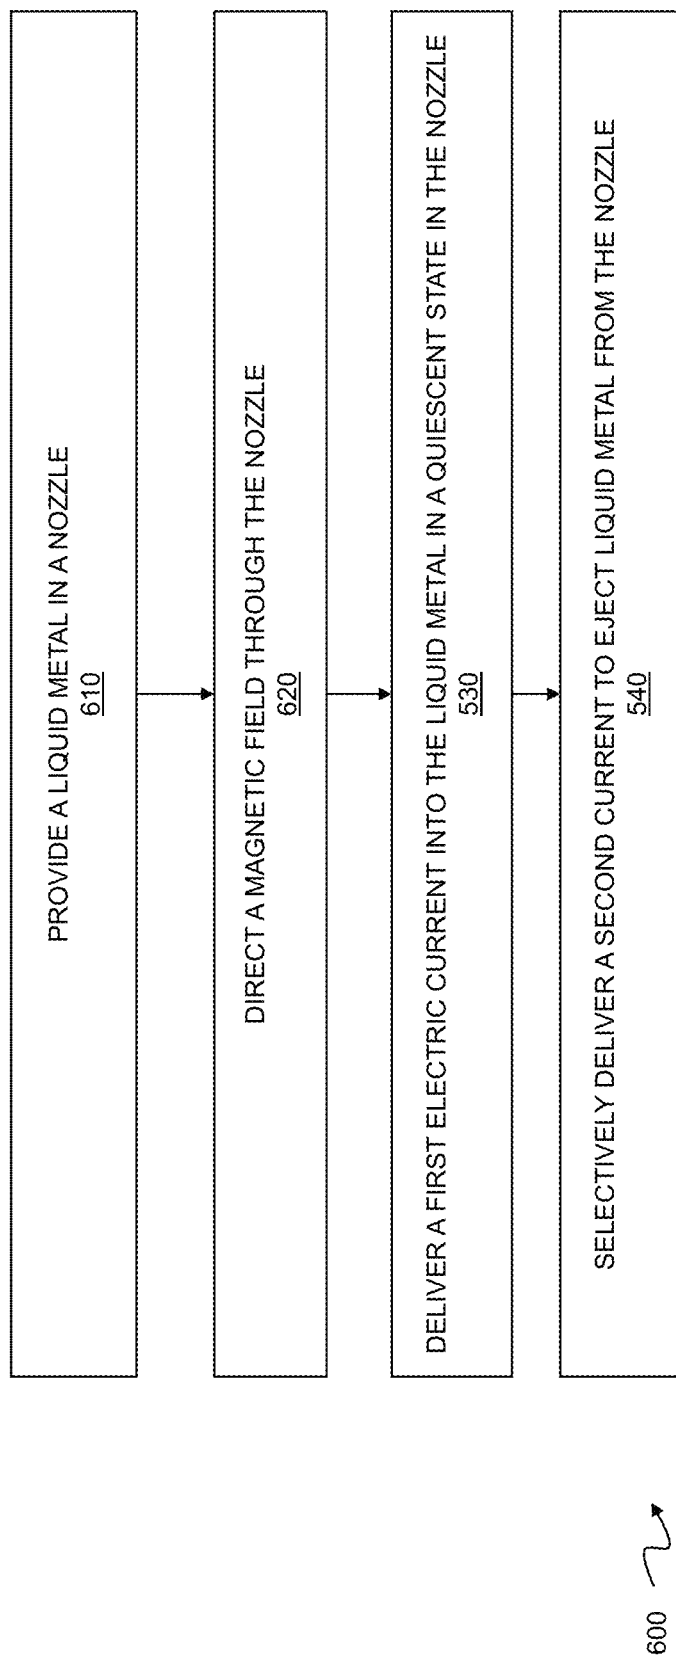 PROVIDE A LIQUID METAL IN A NOZZLE
610
DIRECT A MAGNETIC FIELD THROUGH THE NOZZLE
620
DELIVER A FIRST ELECTRIC CURRENT INTO THE LIQUID METAL IN A QUIESCENT STATE IN THE NOZZLE
530
SELECTIVELY DELIVER A SECOND CURRENT TO EJECT LIQUID METAL FROM THE NOZZLE
540
600